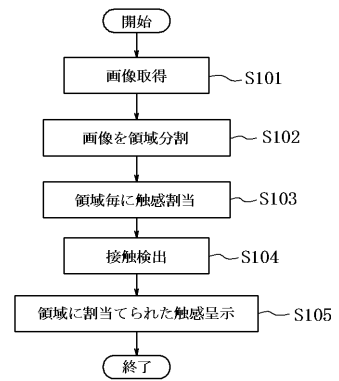 開始
画像取得 S101
画像を領域分割 S102
領域毎に触感割当 S103
接触検出 S104
領域に割当てられた触感呈示 S105
終了